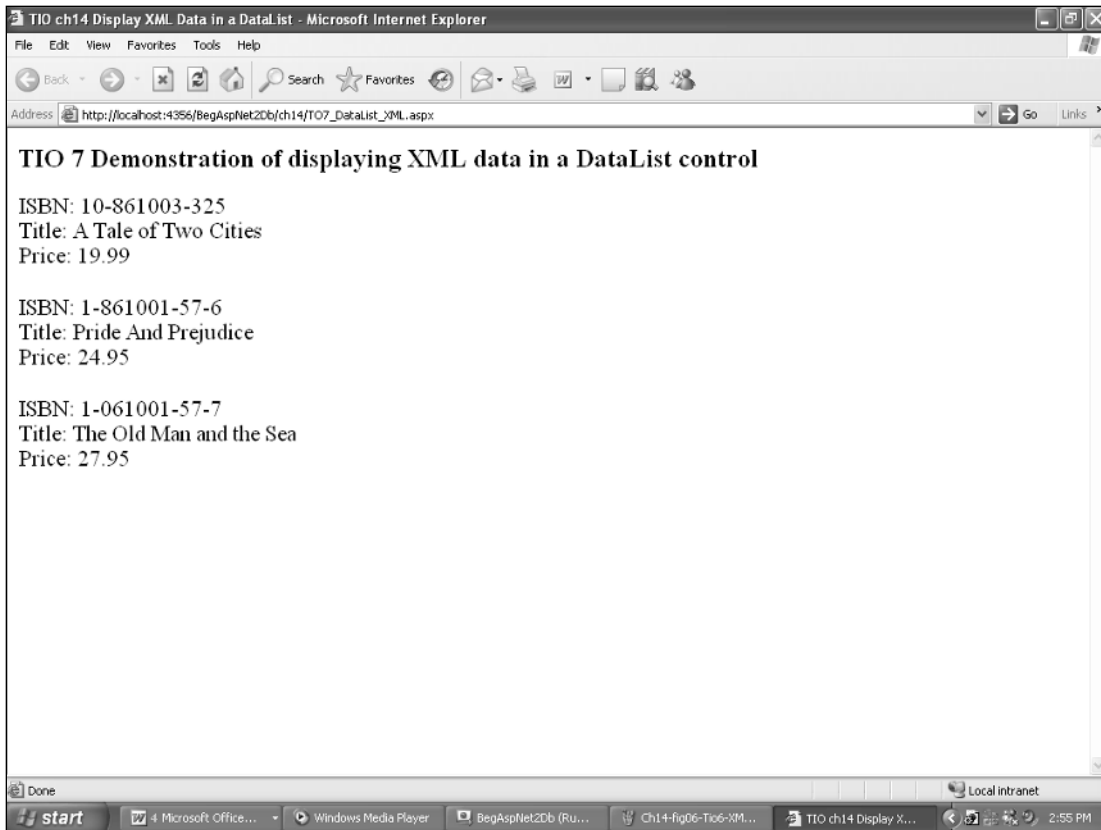 TIO ch14 Display XML Data in a DataList - Microsoft Internet Explorer
File Edit View Favorites Tools Help
Back Search Favorites W
Address http://localhost:4356/BegAspNet2Db/ch14/TO7_DataList_XML.aspx Go Links
TIO 7 Demonstration of displaying XML data in a DataList control
ISBN: 10-861003-325
Title: A Tale of Two Cities
Price: 19.99
ISBN: 1-861001-57-6
Title: Pride And Prejudice
Price: 24.95
ISBN: 1-061001-57-7
Title: The Old Man and the Sea
Price: 27.95
Done Local intranet
start W 4 Microsoft Office... Windows Media Player BegAspNet2Db (Ru... Ch14-fig06-Tio6-XM... TIO ch14 Display X... 2:55 PM